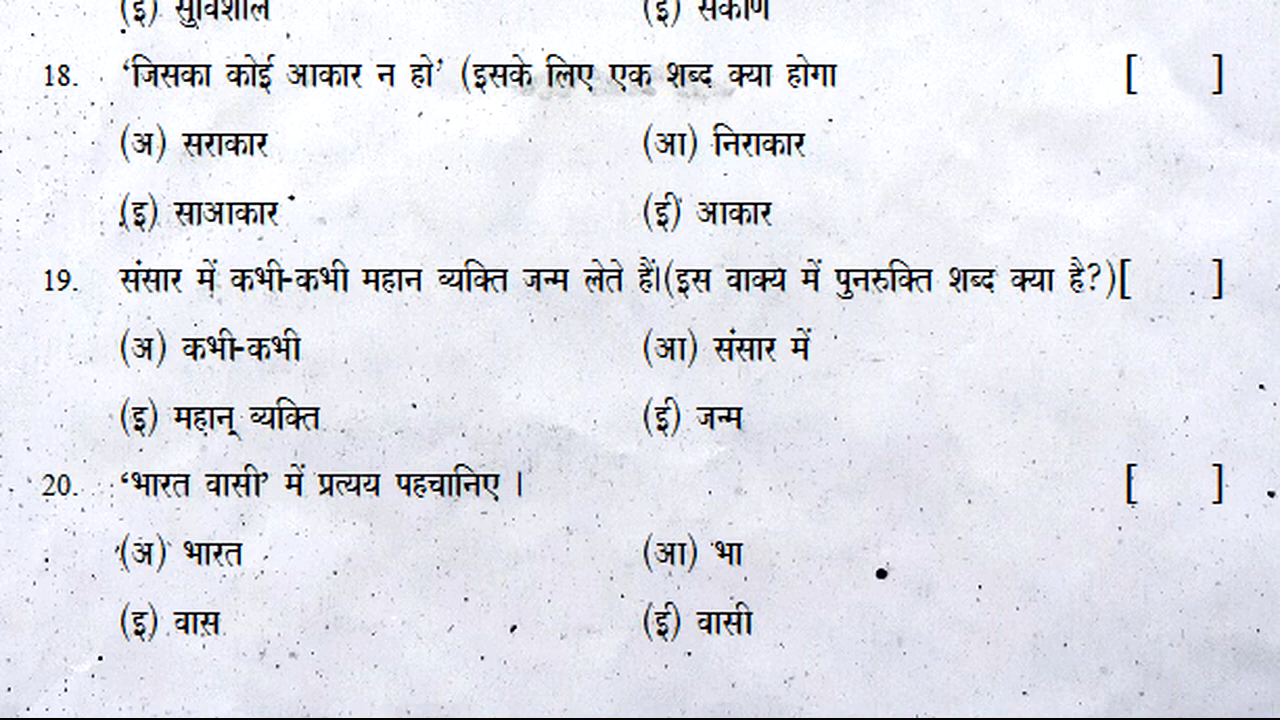 (इ) सुविशाल (ई) संकीर्ण
18. ‘जिसका कोई आकार न हो’ (इसके लिए एक शब्द क्या होगा [ ]
(अ) सराकार (आ) निराकार
(इ) साआकार (ई) आकार
19. संसार में कभी-कभी महान व्यक्ति जन्म लेते हैं।(इस वाक्य में पुनरुक्ति शब्द क्या है?)[ ]
(अ) कभी-कभी (आ) संसार में
(इ) महान् व्यक्ति (ई) जन्म
20. ‘भारत वासी’ में प्रत्यय पहचानिए ।	[ ]
(अ) भारत (आ) भा
(इ) वास (ई) वासी